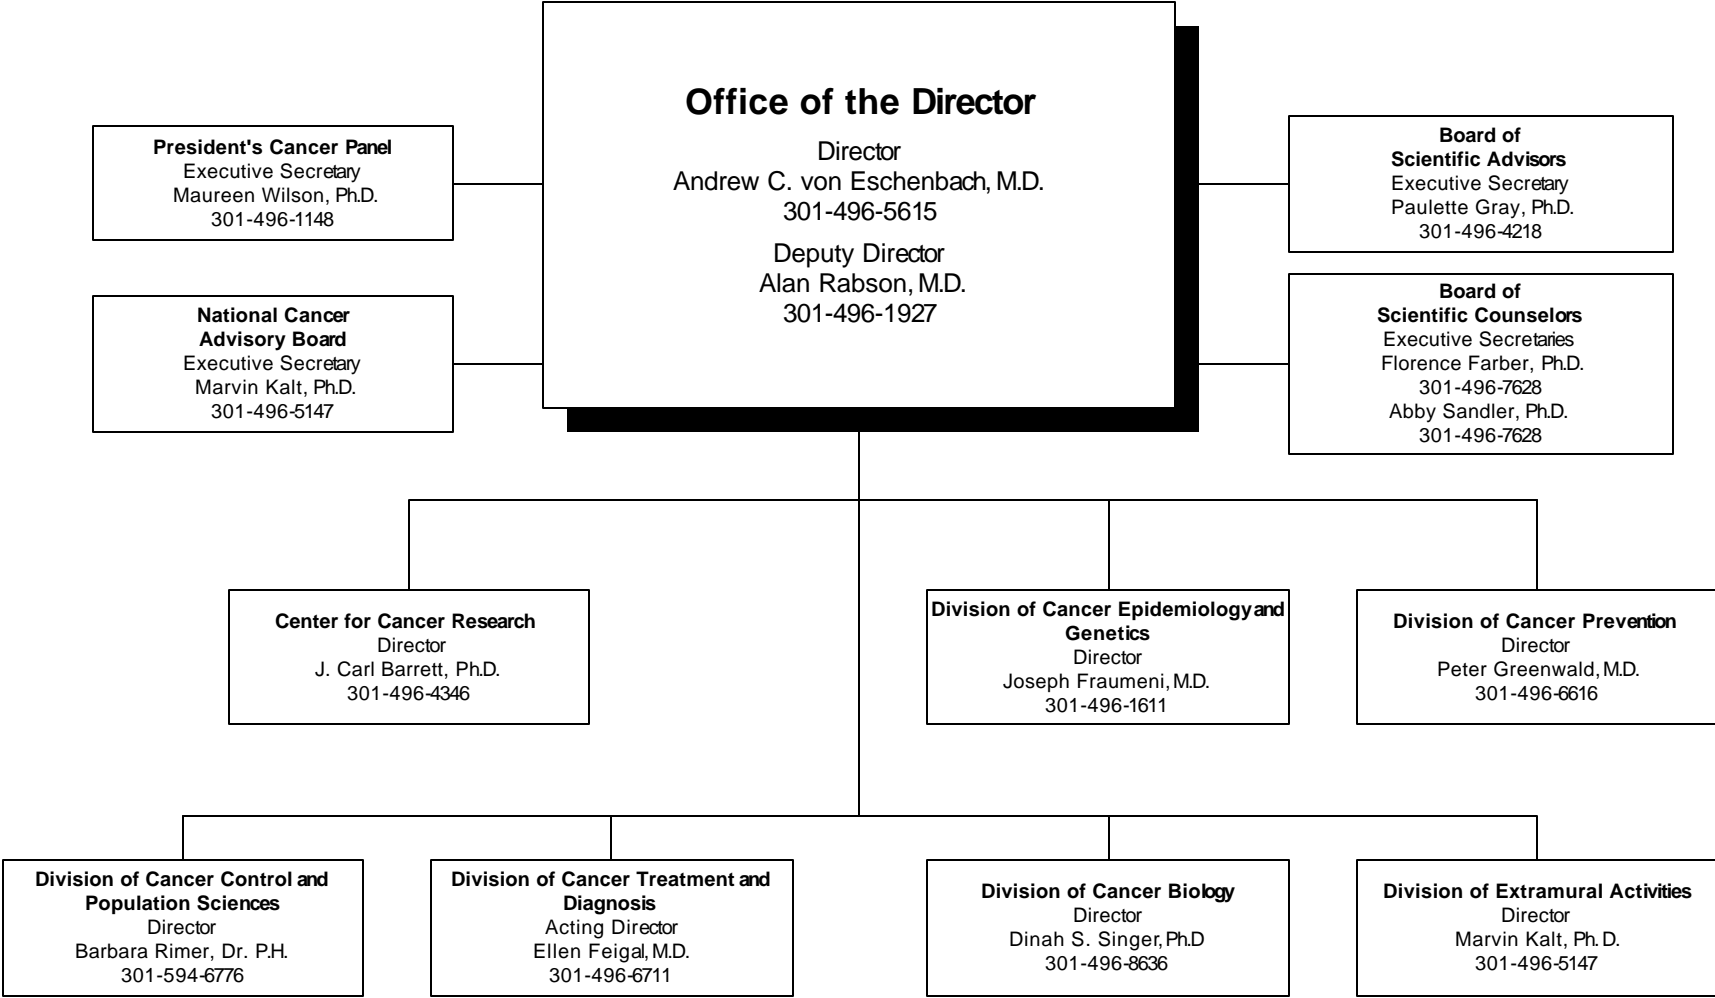 Office of the Director
Director
Andrew C. von Eschenbach, M.D.
301-496-5615
Deputy Director
Alan Rabson, M.D.
301-496-1927
President's Cancer Panel
Executive Secretary
Maureen Wilson, Ph.D.
301-496-1148
National Cancer
Advisory Board
Executive Secretary
Marvin Kalt, Ph.D.
301-496-5147
Board of
Scientific Advisors
Executive Secretary
Paulette Gray, Ph.D.
301-496-4218
Board of
Scientific Counselors
Executive Secretaries
Florence Farber, Ph.D.
301-496-7628
Abby Sandler, Ph.D.
301-496-7628
Center for Cancer Research
Director
J. Carl Barrett, Ph.D.
301-496-4346
Division of Cancer Epidemiology and
Genetics
Director
Joseph Fraumeni, M.D.
301-496-1611
Division of Cancer Prevention
Director
Peter Greenwald, M.D.
301-496-6616
Division of Cancer Control and
Population Sciences
Director
Barbara Rimer, Dr. P.H.
301-594-6776
Division of Cancer Treatment and
Diagnosis
Acting Director
Ellen Feigal, M.D.
301-496-6711
Division of Cancer Biology
Director
Dinah S. Singer, Ph.D
301-496-8636
Division of Extramural Activities
Director
Marvin Kalt, Ph. D.
301-496-5147